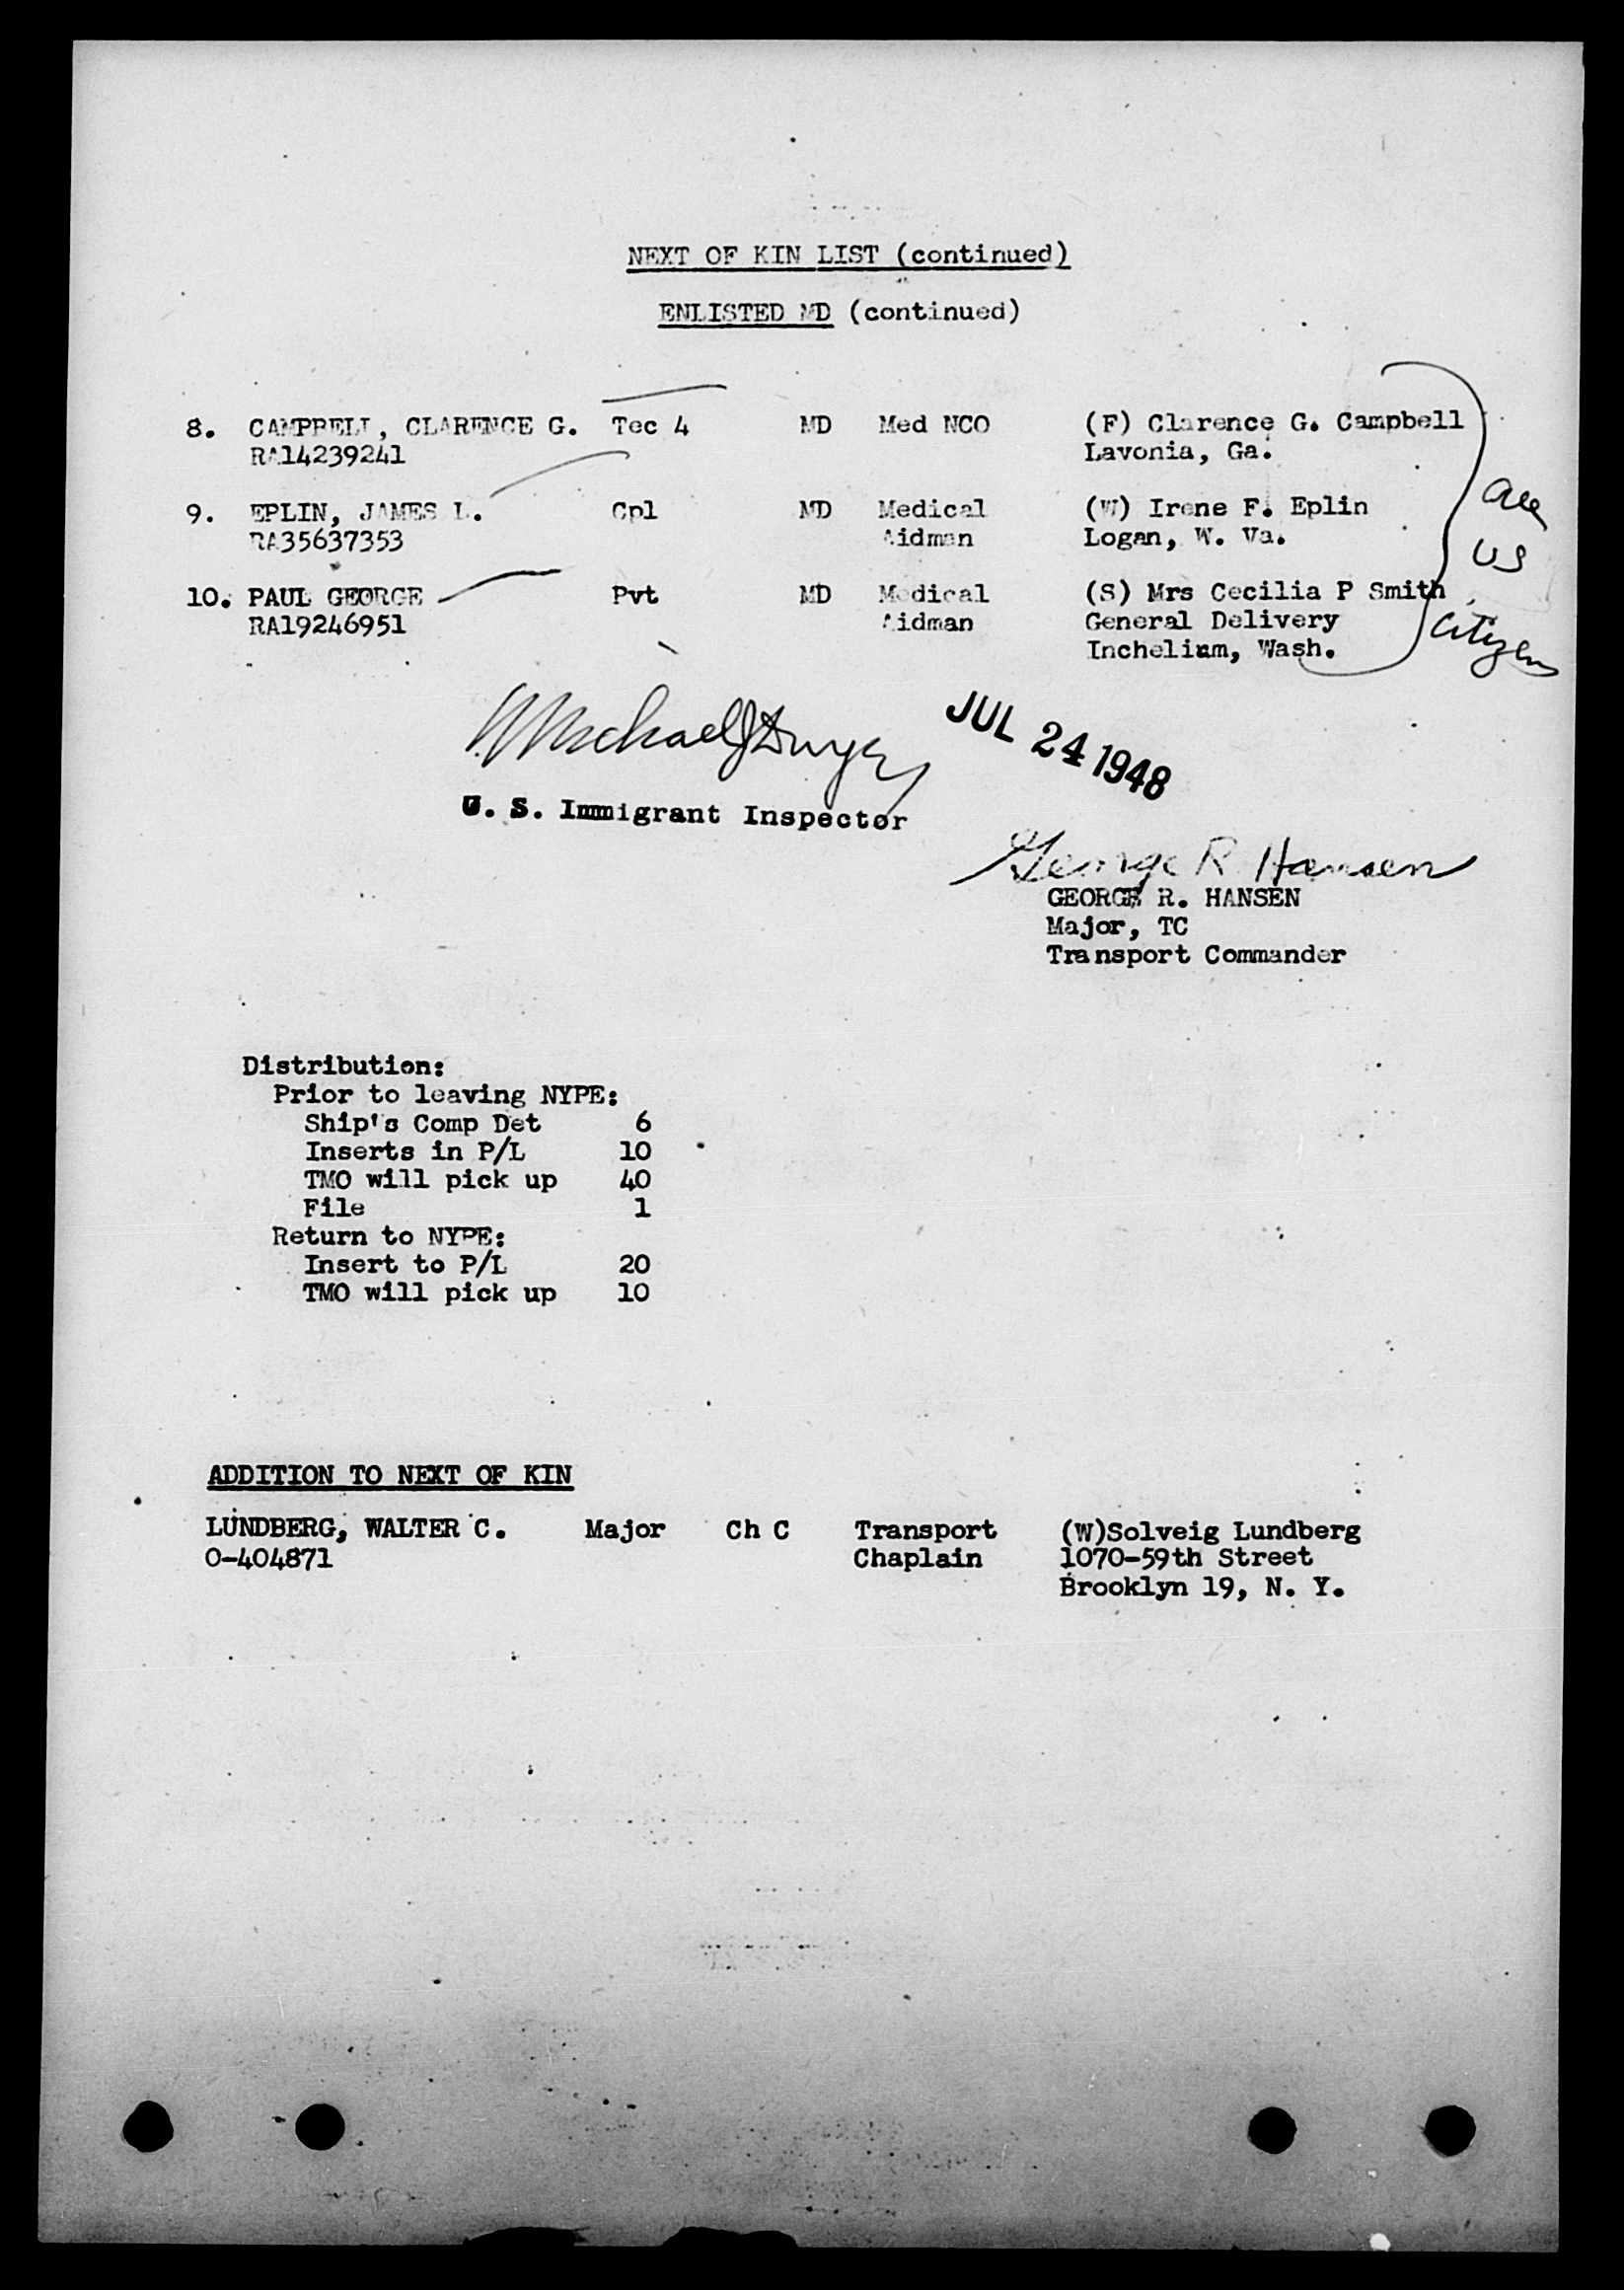 NEXT OF KIN LIST (continued)
ENLISTED MD (continued)
8. CAMPBELL, CLARENCE G. Tec 4 MD Med NCO (F) Clarence G. Campbell
RA14239241 Lavonia, Ga.
9. EPLIN, JAMES L. Cpl MD Medical (W) Irene F. Eplin
RA35637353 Aidman Logan, W. Va.
10. PAUL GEORGE Pvt MD Medical (S) Mrs Cecilia P Smith
RA19246951 Aidman General Delivery
Inchelium, Wash.
All
US
Citizens
Michael J Dwyer
JUL 24 1948
U. S. Immigrant Inspector
George R Hansen
GEORGE R. HANSEN
Major, TC
Transport Commander
Distribution:
Prior to leaving NYPE:
Ship's Comp Det 6
Inserts in P/L 10
TMO will pick up 40
File 1
Return to NYPE:
Insert to P/L 20
TMO will pick up 10
ADDITION TO NEXT OF KIN
LUNDBERG, WALTER C. Major Ch C Transport (W)Solveig Lundberg
O-404871 Chaplain 1070-59th Street
Brooklyn 19, N. Y.